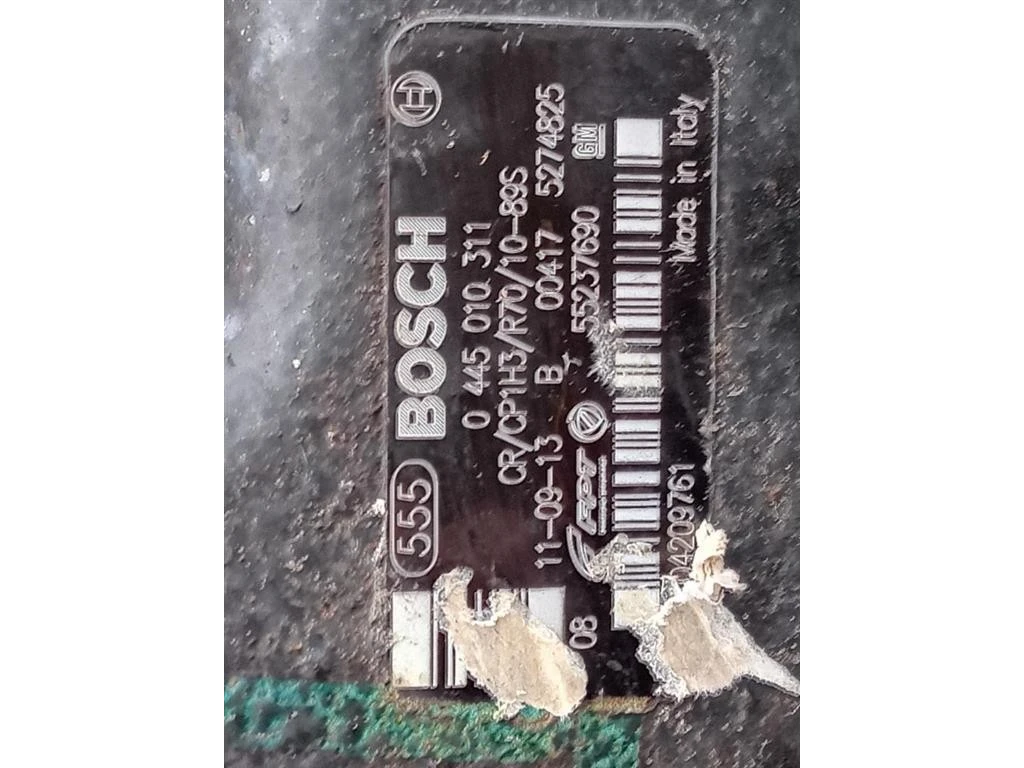 555 BOSCH
0 445 010 311
CR/CP1H3/R70/10-89S
11-09-13 B 00417 5274825
08 FPT 55237690 GM
04209761 Made in Italy